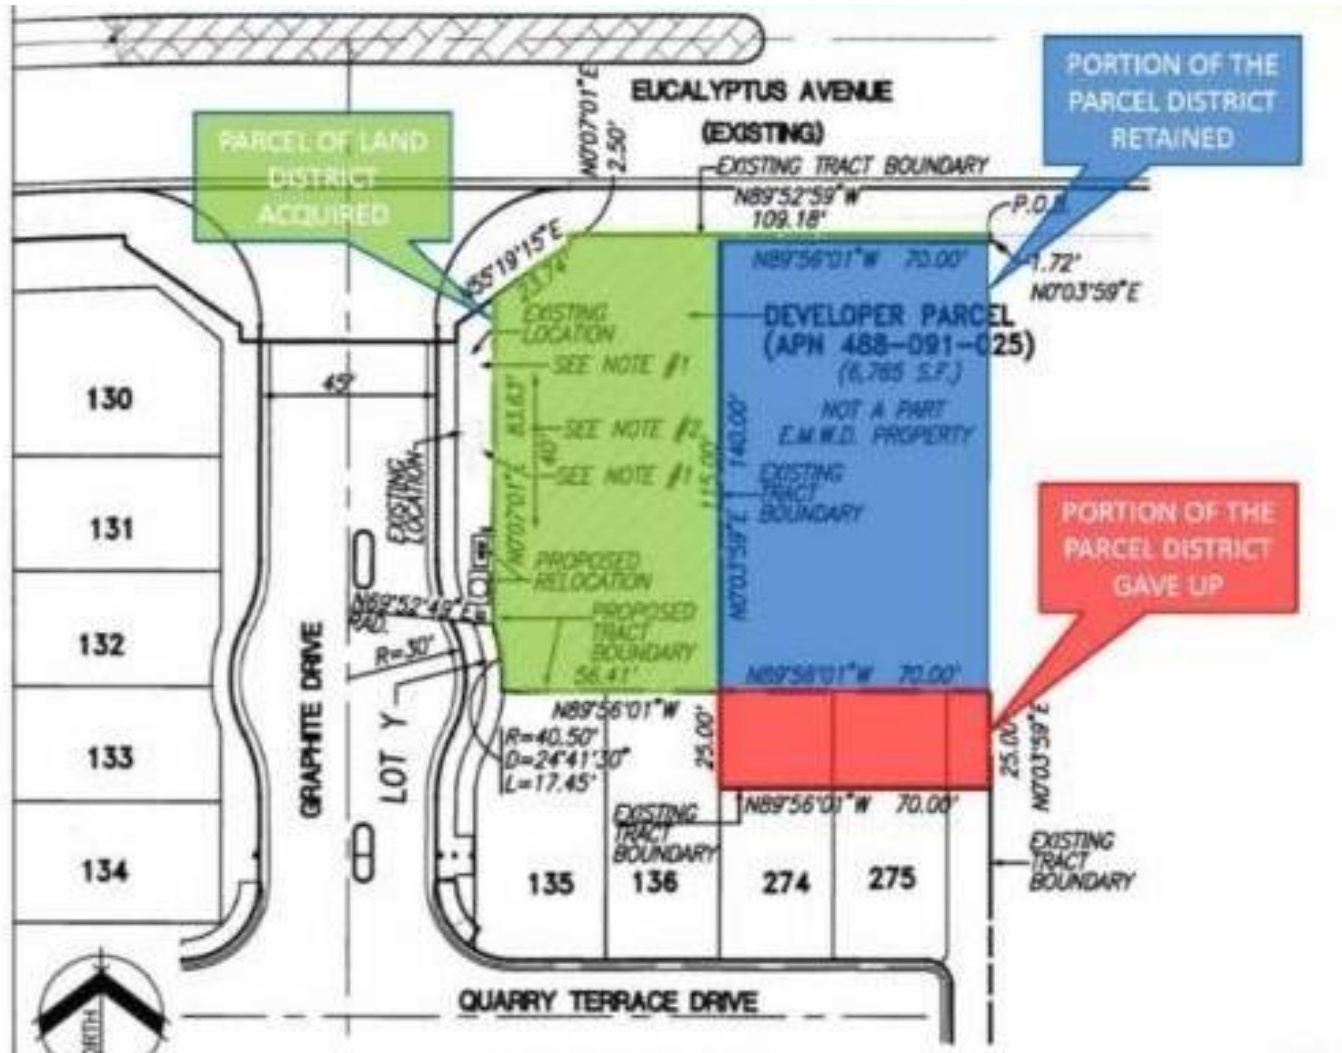 EUCALYPTUS AVENUE
(EXISTING)
PORTION OF THE
PARCEL DISTRICT
RETAINED
PARCEL OF LAND
DISTRICT
ACQUIRED
N0°07'01"E
2.50'
EXISTING TRACT BOUNDARY
N89°52'59"W
109.18'
P.O.B.
1.72'
N0°03'59"E
N55°19'15"E
23.74'
N89°56'01"W 70.00'
EXISTING
LOCATION
DEVELOPER PARCEL
(APN 488-091-025)
(6,765 S.F.)
SEE NOTE #1
NOT A PART
E.M.W.D. PROPERTY
SEE NOTE #2
SEE NOTE #1
N0°07'01"E 83.63'
40'
115.00'
N0°03'59"E 140.00'
EXISTING
TRACT
BOUNDARY
45'
EXISTING
LOCATION
130
131
132
133
134
PROPOSED
RELOCATION
PROPOSED
TRACT
BOUNDARY
N69°52'49"E
RAD.
R=30'
56.41'
N89°56'01"W
N89°56'01"W 70.00'
PORTION OF THE
PARCEL DISTRICT
GAVE UP
GRAPHITE DRIVE
LOT Y
R=40.50'
D=24°41'30"
L=17.45'
25.00'
25.00'
N0°03'59"E
N89°56'01"W 70.00'
EXISTING
TRACT
BOUNDARY
EXISTING
TRACT
BOUNDARY
135
136
274
275
QUARRY TERRACE DRIVE
NORTH